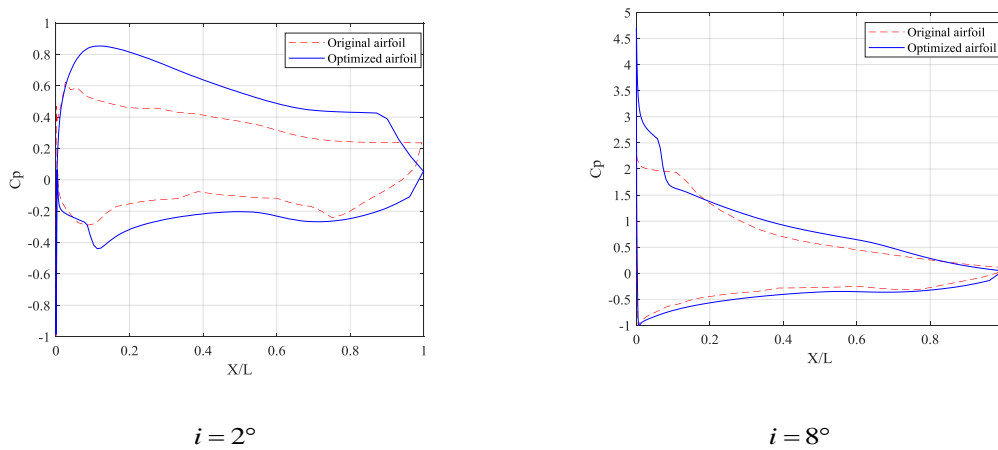 1
0.8
0.6
0.4
0.2
0
-0.2
-0.4
-0.6
-0.8
-1
Cp
0 0.2 0.4 0.6 0.8 1
X/L
Original airfoil
Optimized airfoil
i = 2°
5
4.5
4
3.5
3
2.5
2
1.5
1
0.5
0
-0.5
-1
Cp
0 0.2 0.4 0.6 0.8
X/L
Original airfoil
Optimized airfoil
i = 8°